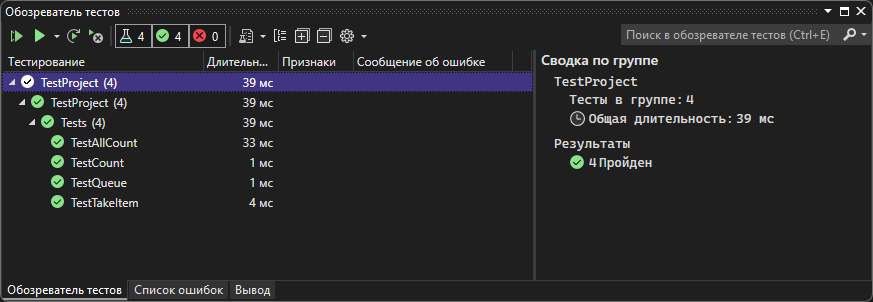 Обозреватель тестов
4 4 0
Поиск в обозревателе тестов (Ctrl+E)
Тестирование Длительн... Признаки Сообщение об ошибке
TestProject (4) 39 мс
TestProject (4) 39 мс
Tests (4) 39 мс
TestAllCount 33 мс
TestCount 1 мс
TestQueue 1 мс
TestTakeItem 4 мс
Сводка по группе
TestProject
Тесты в группе: 4
Общая длительность: 39 мс
Результаты
4 Пройден
Обозреватель тестов Список ошибок Вывод